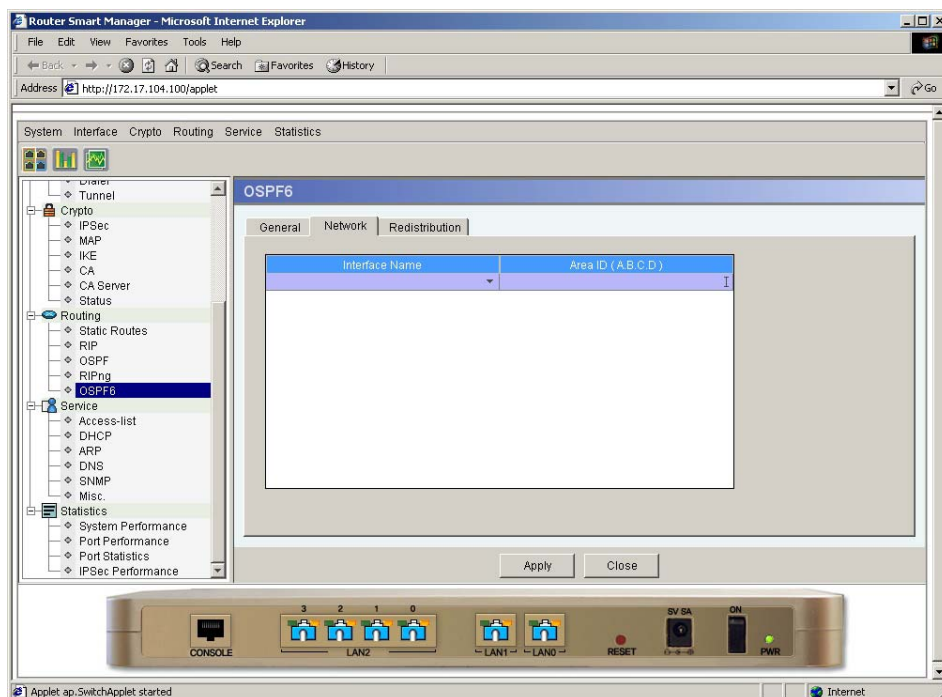 Router Smart Manager - Microsoft Internet Explorer
File Edit View Favorites Tools Help
Back Search Favorites History
Address http://172.17.104.100/applet Go
System Interface Crypto Routing Service Statistics
Dialer
Tunnel
Crypto
IPSec
MAP
IKE
CA
CA Server
Status
Routing
Static Routes
RIP
OSPF
RIPng
OSPF6
Service
Access-list
DHCP
ARP
DNS
SNMP
Misc.
Statistics
System Performance
Port Performance
Port Statistics
IPSec Performance
OSPF6
General Network Redistribution
Interface Name Area ID ( A.B.C.D )
Apply Close
3 2 1 0
5V 5A ON
CONSOLE LAN2 LAN1 LAN0 RESET PWR
Applet ap.SwitchApplet started Internet